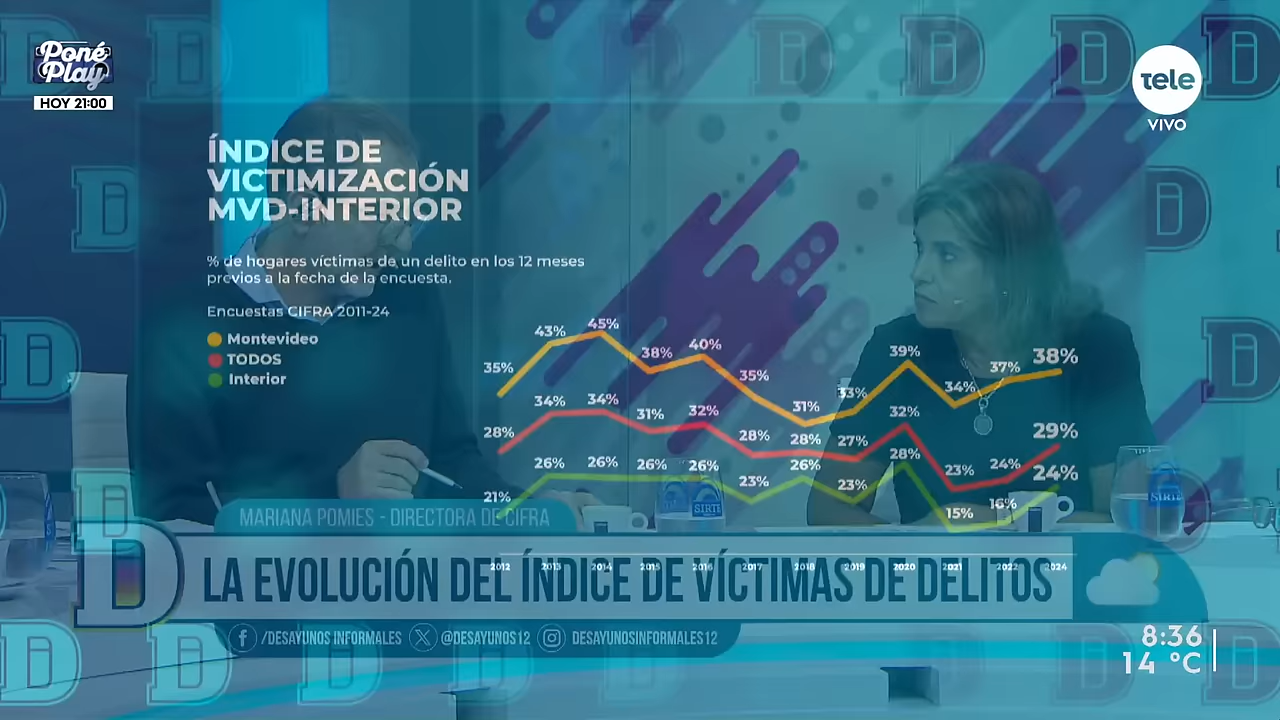 Poné
Play
HOY 21:00
tele
VIVO
ÍNDICE DE
VICTIMIZACIÓN
MVD-INTERIOR
% de hogares víctimas de un delito en los 12 meses
previos a la fecha de la encuesta.
Encuestas CIFRA 2011-24
Montevideo
TODOS
Interior
35% 43% 45% 38% 40% 35% 31% 33% 39% 34% 37% 38%
28% 34% 34% 31% 32% 28% 28% 27% 32% 23% 24% 29%
21% 26% 26% 26% 26% 23% 26% 23% 28% 15% 16% 24%
2012 2013 2014 2015 2016 2017 2018 2019 2020 2021 2022 2024
SIRTE
SIRTE
MARIANA POMIES - DIRECTORA DE CIFRA
D
LA EVOLUCIÓN DEL ÍNDICE DE VÍCTIMAS DE DELITOS
/DESAYUNOS INFORMALES @DESAYUNOS12 DESAYUNOSINFORMALES12
8:36
14 °C